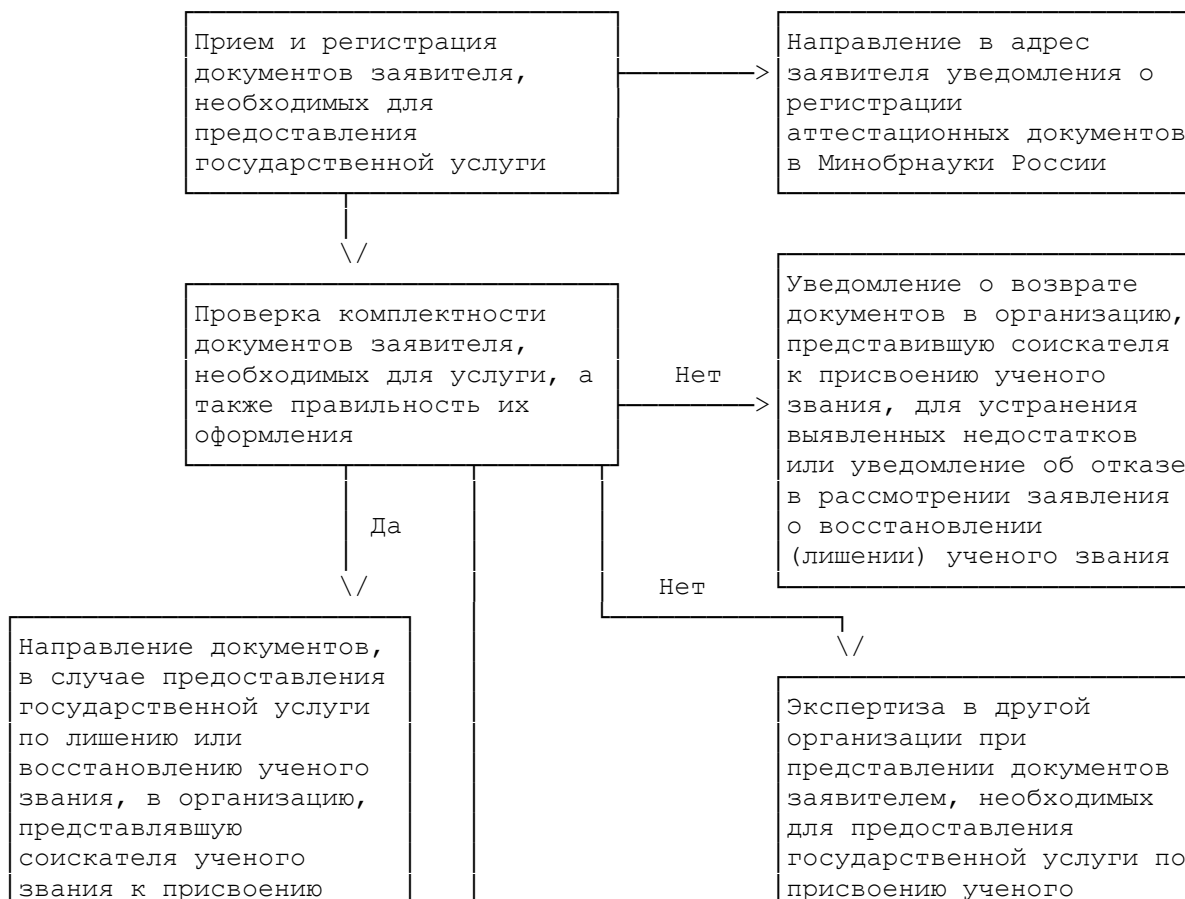 Прием и регистрация
документов заявителя,
необходимых для
предоставления
государственной услуги
Направление в адрес
заявителя уведомления о
регистрации
аттестационных документов
в Минобрнауки России
Проверка комплектности
документов заявителя,
необходимых для услуги, а
также правильность их
оформления
Нет
Уведомление о возврате
документов в организацию,
представившую соискателя
к присвоению ученого
звания, для устранения
выявленных недостатков
или уведомление об отказе
в рассмотрении заявления
о восстановлении
(лишении) ученого звания
Да
Нет
Направление документов,
в случае предоставления
государственной услуги
по лишению или
восстановлению ученого
звания, в организацию,
представлявшую
соискателя ученого
звания к присвоению
Экспертиза в другой
организации при
представлении документов
заявителем, необходимых
для предоставления
государственной услуги по
присвоению ученого